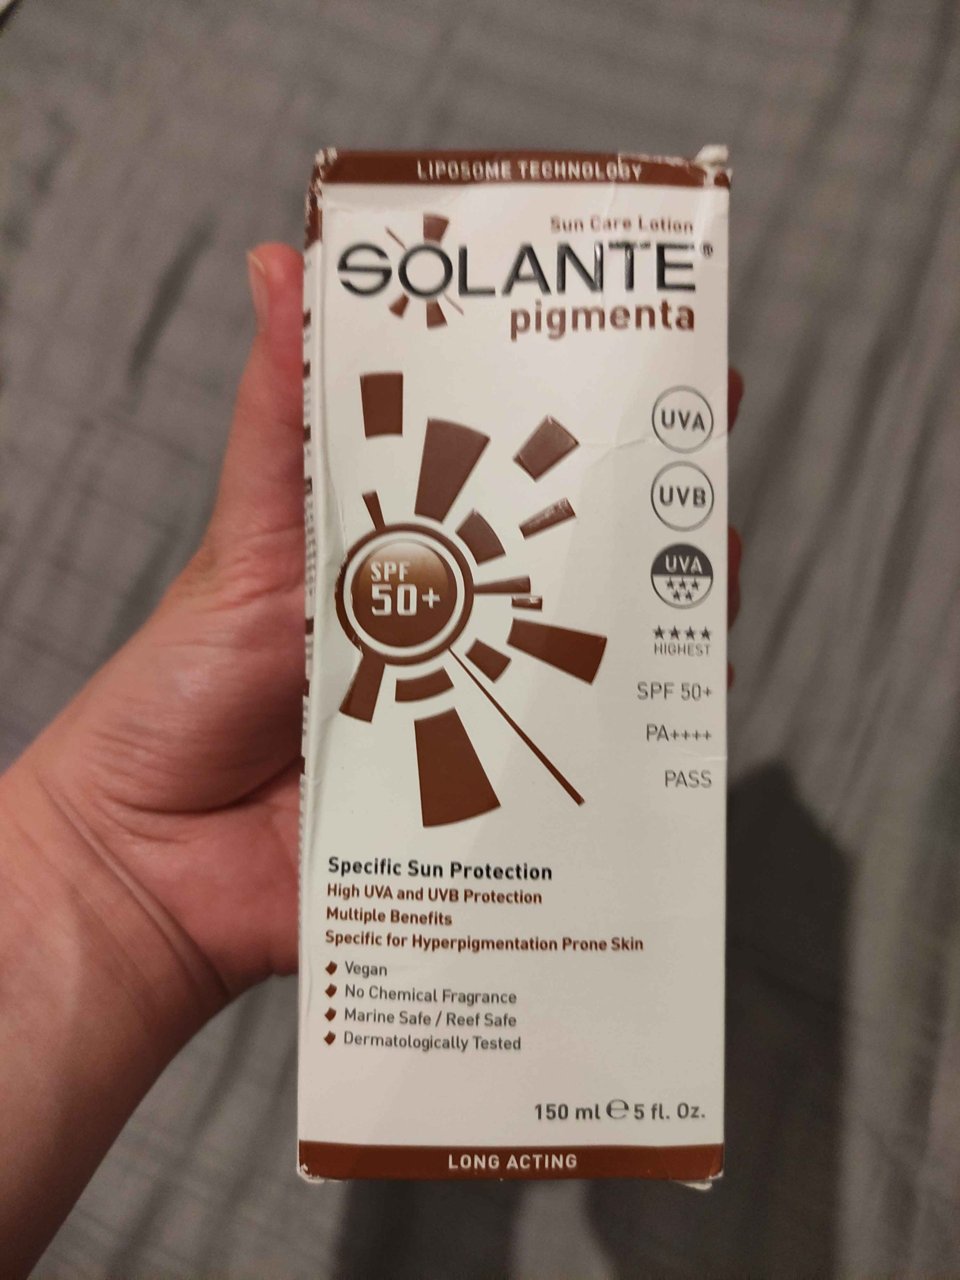 LIPOSOME TECHNOLOGY
Sun Care Lotion
SOLANTE®
pigmenta
UVA
UVB
SPF
50+
UVA
★★★
★★
★★★★
HIGHEST
SPF 50+
PA++++
PASS
Specific Sun Protection
High UVA and UVB Protection
Multiple Benefits
Specific for Hyperpigmentation Prone Skin
Vegan
No Chemical Fragrance
Marine Safe / Reef Safe
Dermatologically Tested
150 ml ℮ 5 fl. Oz.
LONG ACTING